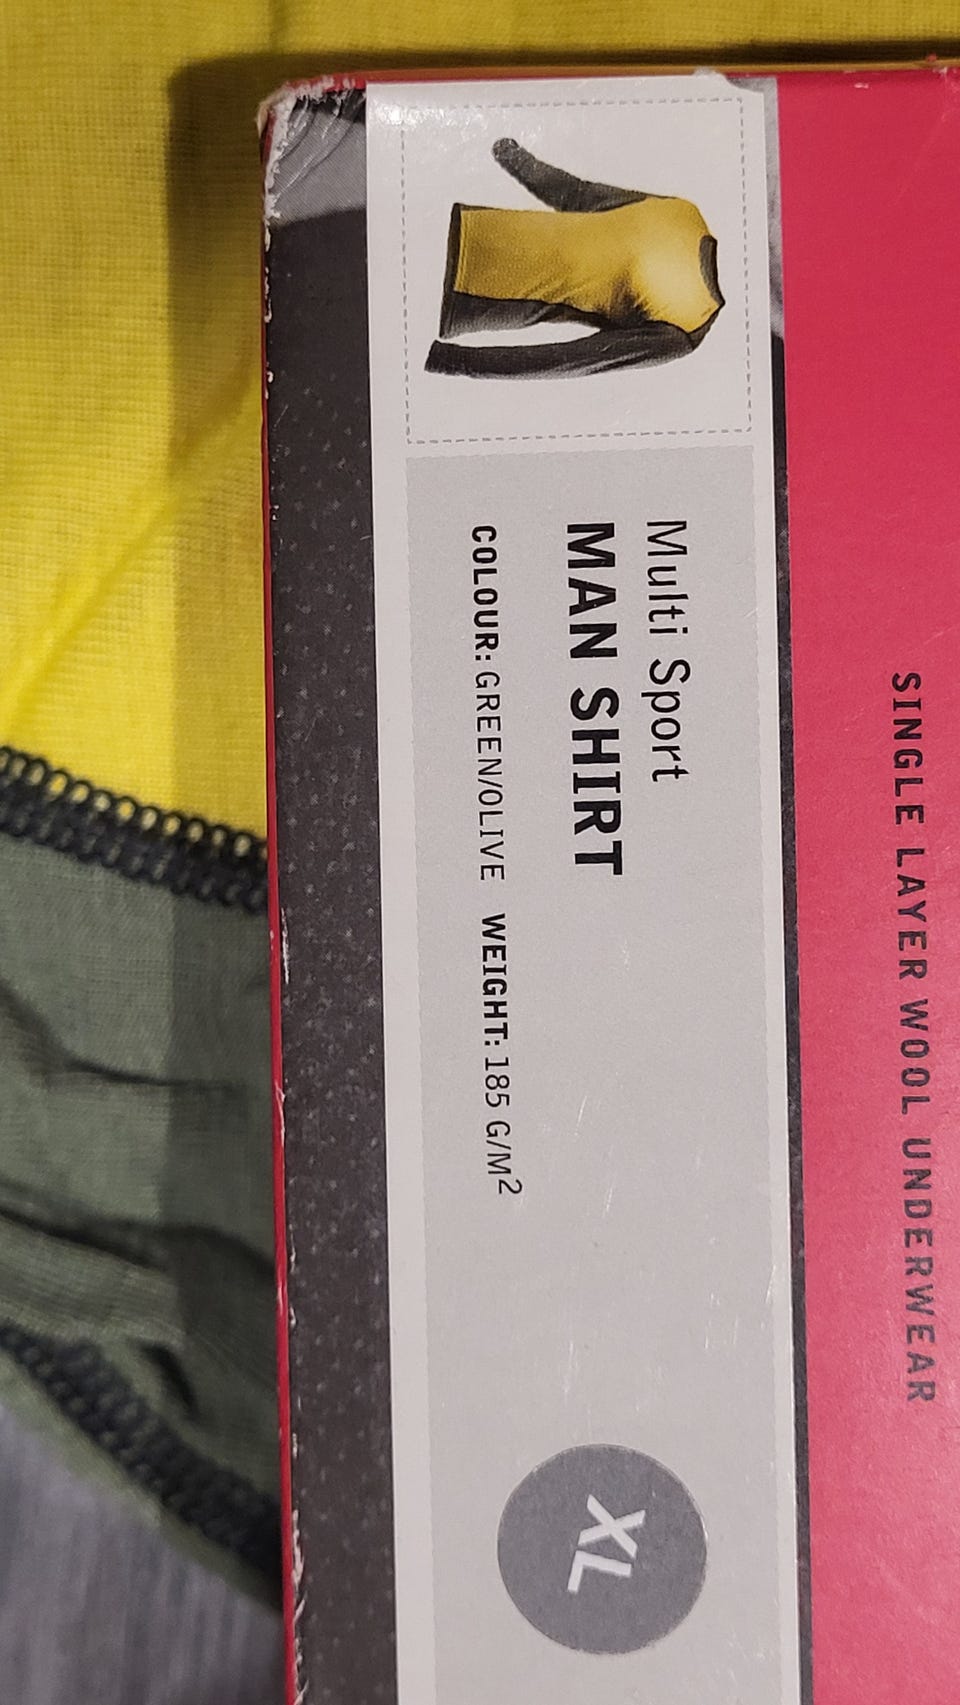 SINGLE LAYER WOOL UNDERWEAR
Multi Sport
MAN SHIRT
COLOUR: GREEN/OLIVE WEIGHT: 185 G/M²
XL